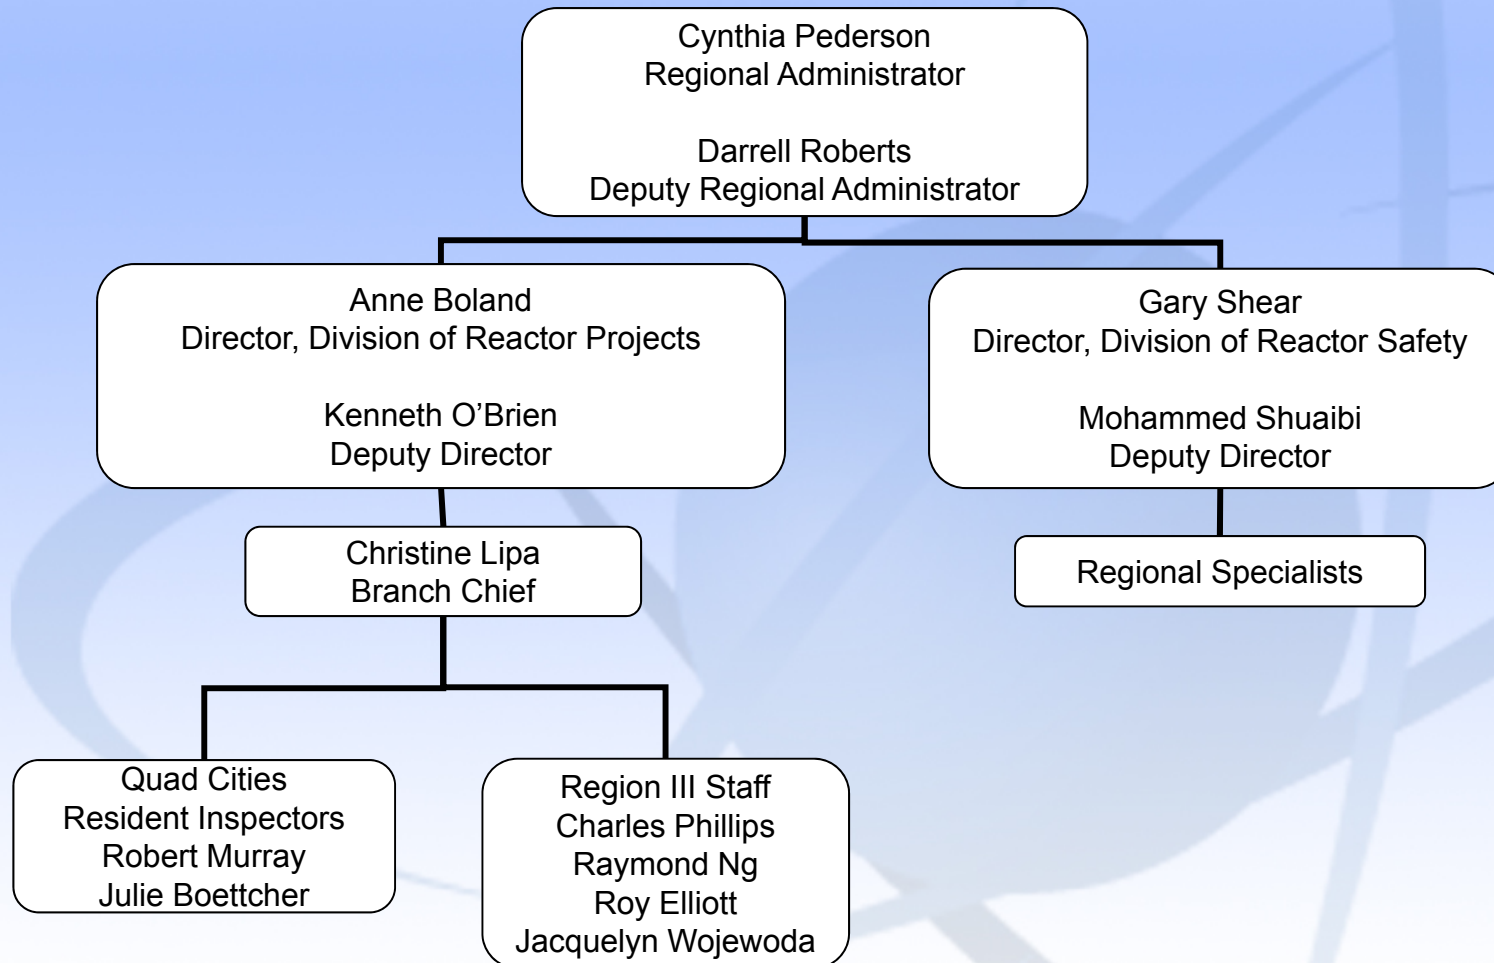 Cynthia Pederson
Regional Administrator
Darrell Roberts
Deputy Regional Administrator
Anne Boland
Director, Division of Reactor Projects
Kenneth O’Brien
Deputy Director
Gary Shear
Director, Division of Reactor Safety
Mohammed Shuaibi
Deputy Director
Christine Lipa
Branch Chief
Regional Specialists
Quad Cities
Resident Inspectors
Robert Murray
Julie Boettcher
Region III Staff
Charles Phillips
Raymond Ng
Roy Elliott
Jacquelyn Wojewoda